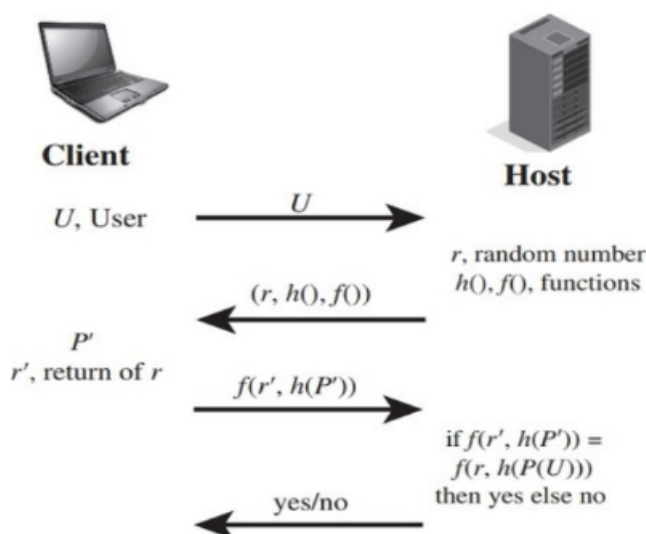 Client
Host
U, User
U
r, random number
h(), f(), functions
(r, h(), f())
P′
r′, return of r
f(r′, h(P′))
if f(r′, h(P′)) =
f(r, h(P(U)))
then yes else no
yes/no